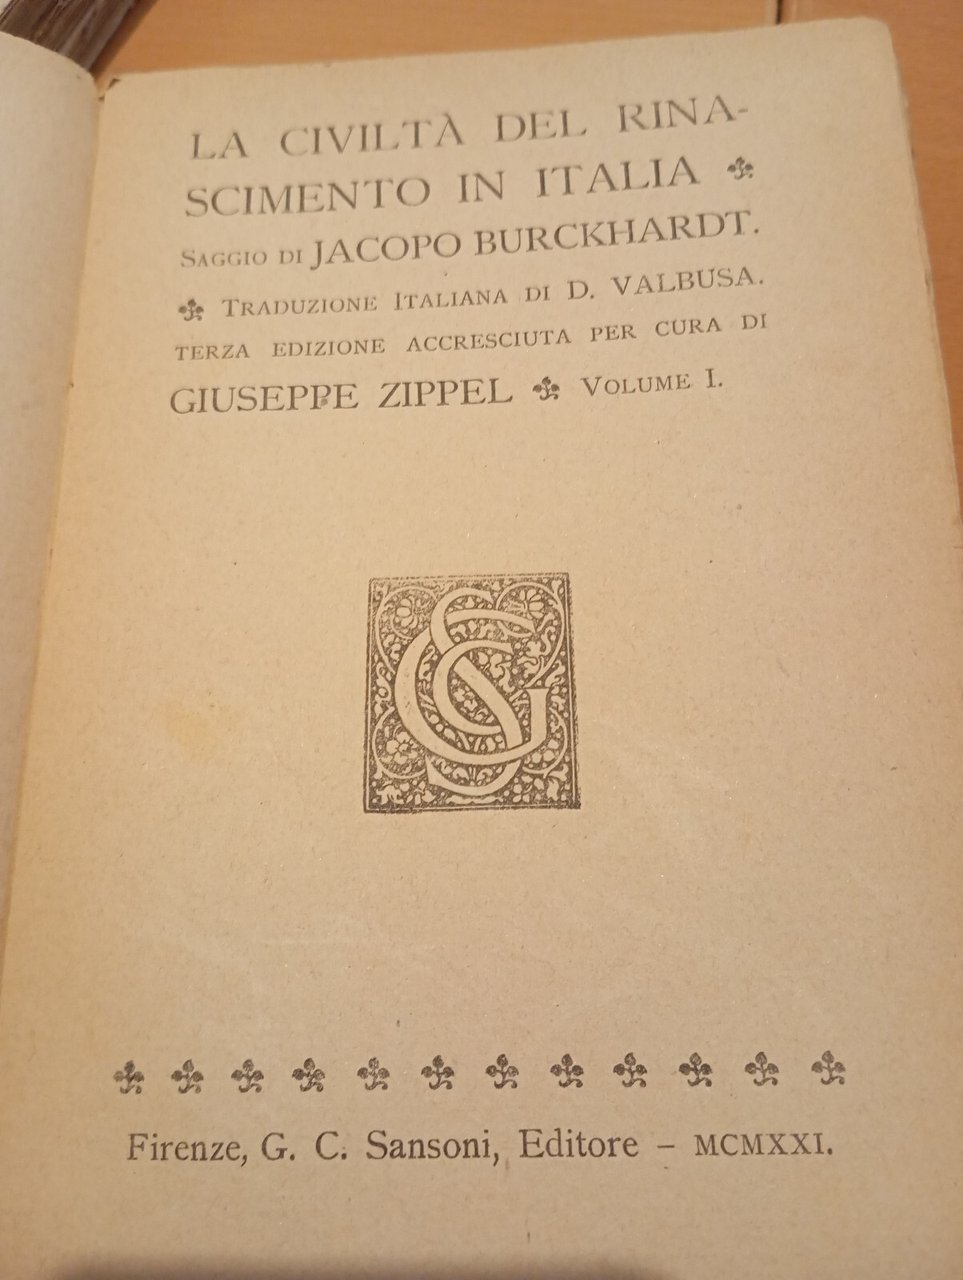 LA CIVILTÀ DEL RINA-
SCIMENTO IN ITALIA
SAGGIO DI JACOPO BURCKHARDT.
TRADUZIONE ITALIANA DI D. VALBUSA.
TERZA EDIZIONE ACCRESCIUTA PER CURA DI
GIUSEPPE ZIPPEL VOLUME I.
GCS
Firenze, G. C. Sansoni, Editore – MCMXXI.